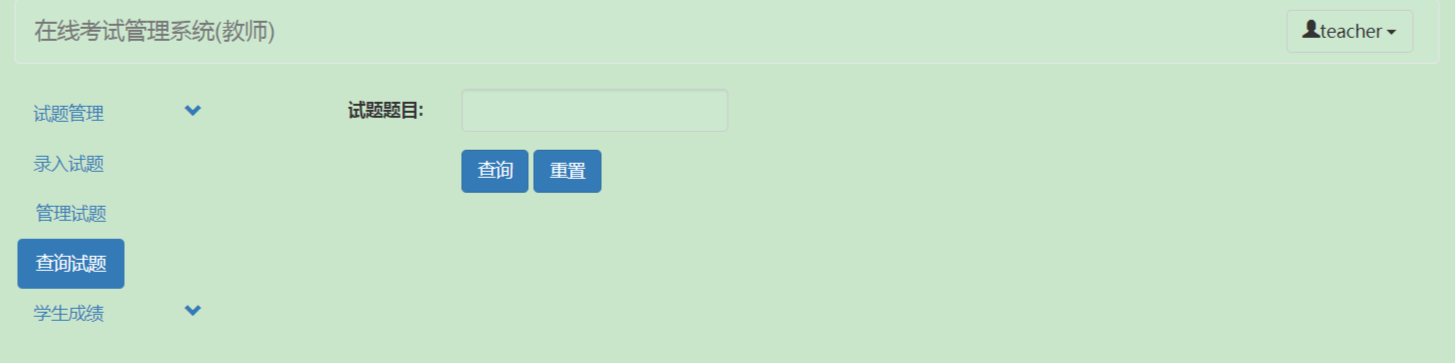 在线考试管理系统(教师)
teacher
试题管理
试题题目:
录入试题
查询 重置
管理试题
查询试题
学生成绩